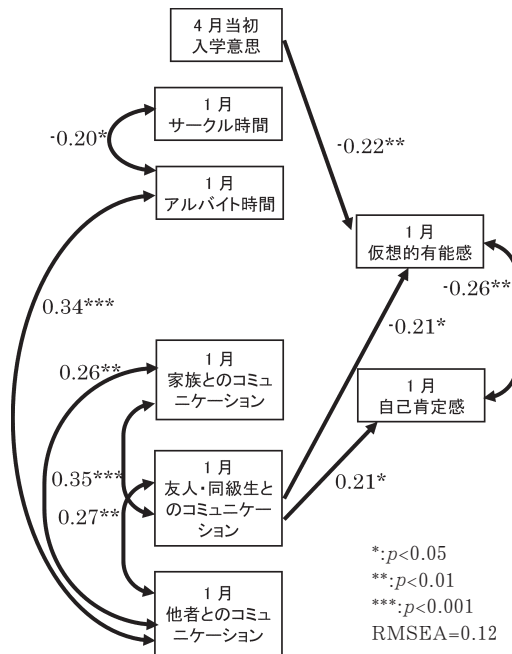 4月当初
入学意思
1月
サークル時間
-0.20*
-0.22**
1月
アルバイト時間
1月
仮想的有能感
-0.26**
0.34***
-0.21*
0.26**
1月
家族とのコミュ
ニケーション
1月
自己肯定感
0.35***
1月
友人・同級生と
のコミュニケー
ション
0.21*
0.27**
1月
他者とのコミュ
ニケーション
*:p<0.05
**:p<0.01
***:p<0.001
RMSEA=0.12